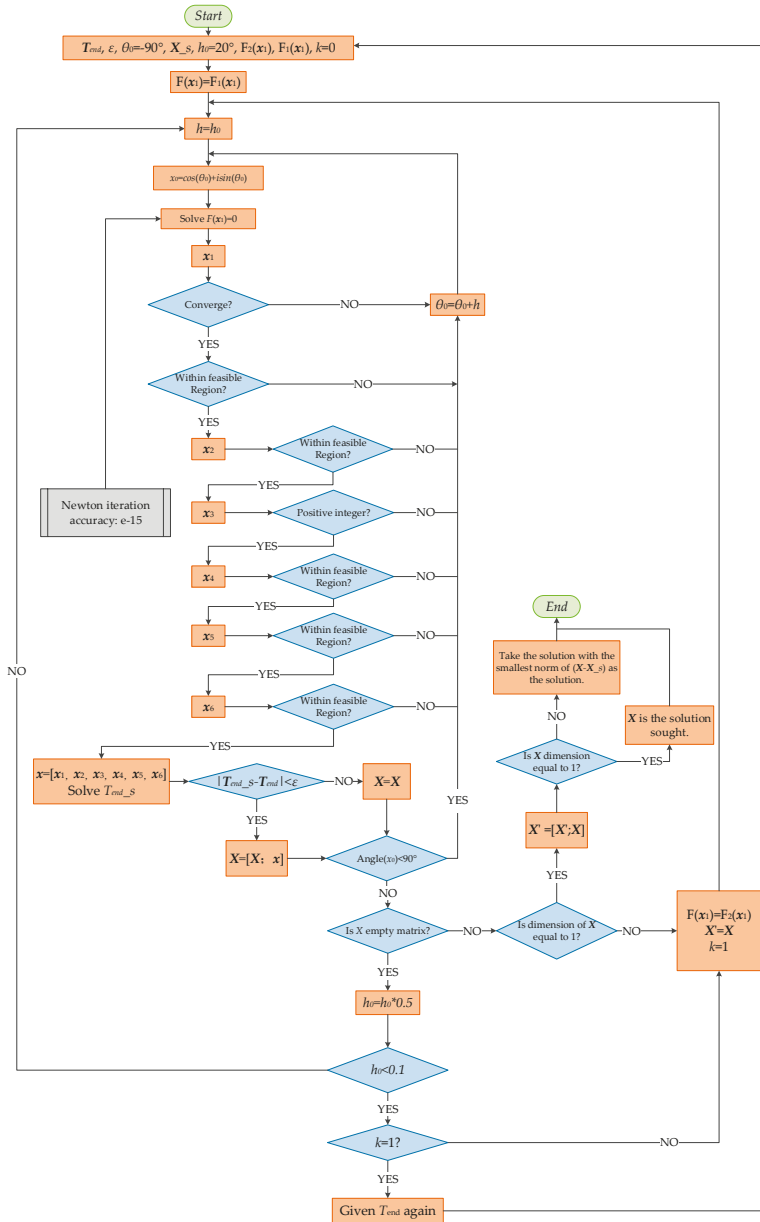 Start
T_end, ε, θ₀=-90°, X_s, h₀=20°, F₂(x₁), F₁(x₁), k=0
F(x₁)=F₁(x₁)
h=h₀
x₀=cos(θ₀)+isin(θ₀)
Solve F(x₁)=0
x₁
Converge?
NO
θ₀=θ₀+h
YES
Within feasible
Region?
NO
YES
x₂
Within feasible
Region?
NO
YES
Newton iteration
accuracy: e-15
x₃
Positive integer?
NO
YES
x₄
Within feasible
Region?
NO
YES
x₅
Within feasible
Region?
NO
YES
x₆
Within feasible
Region?
NO
YES
NO
x=[x₁, x₂, x₃, x₄, x₅, x₆]
Solve T_end_s
|T_end_s-T_end|<ε
NO
X=X
YES
YES
X=[X; x]
Angle(x₀)<90°
NO
Is X empty matrix?
NO
Is dimension of X
equal to 1?
NO
YES
X' =[X';X]
Is X dimension
equal to 1?
YES
X is the solution
sought.
NO
Take the solution with the
smallest norm of (X-X_s) as
the solution.
End
F(x₁)=F₂(x₁)
X'=X
k=1
YES
h₀=h₀*0.5
h₀<0.1
YES
k=1?
NO
YES
Given T_end again